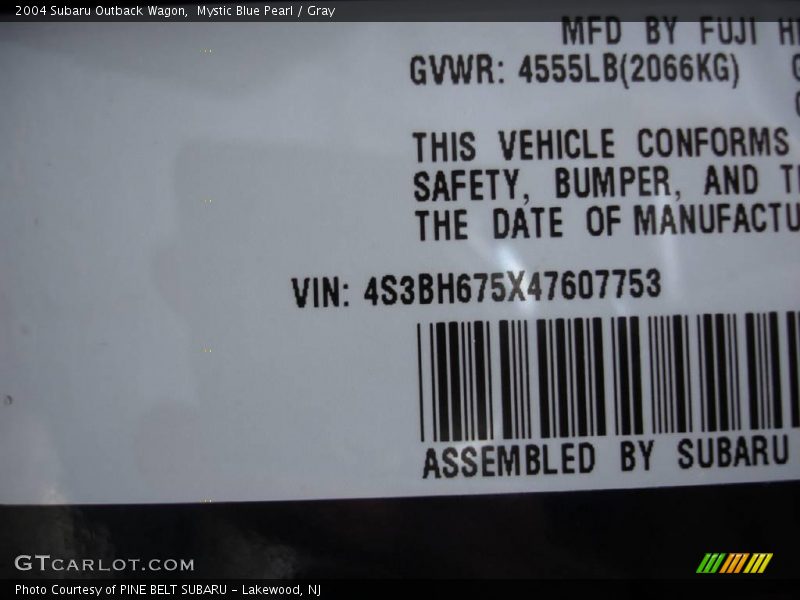 2004 Subaru Outback Wagon,  Mystic Blue Pearl / Gray
MFD BY FUJI
GVWR: 4555LB(2066KG)
THIS VEHICLE CONFORMS
SAFETY, BUMPER, AND
THE DATE OF MANUFACTU
VIN: 4S3BH675X47607753
ASSEMBLED BY SUBARU
GTCARLOT.COM
Photo Courtesy of PINE BELT SUBARU - Lakewood, NJ